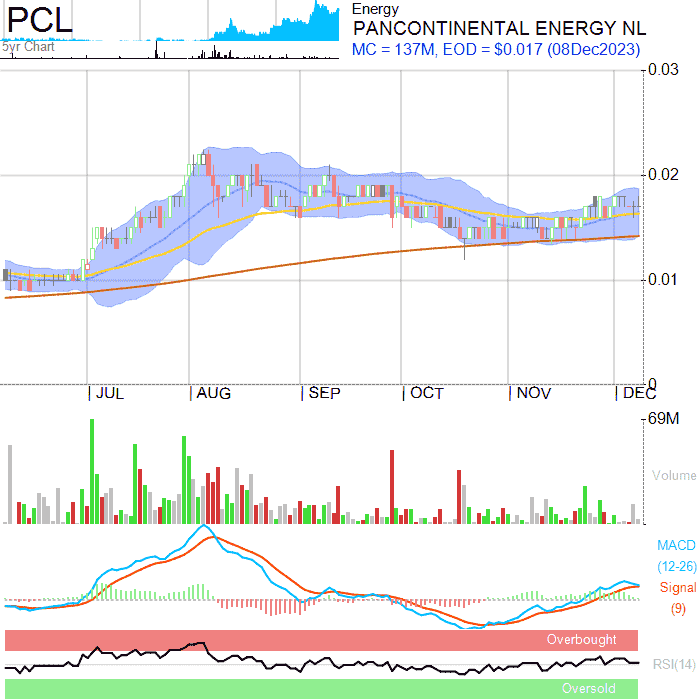 PCL
5yr Chart
Energy
PANCONTINENTAL ENERGY NL
MC = 137M, EOD = $0.017 (08Dec2023)
0.03
0.02
0.01
0
JUL AUG SEP OCT NOV DEC
69M
Volume
MACD
(12-26)
Signal
(9)
Overbought
RSI(14)
Oversold